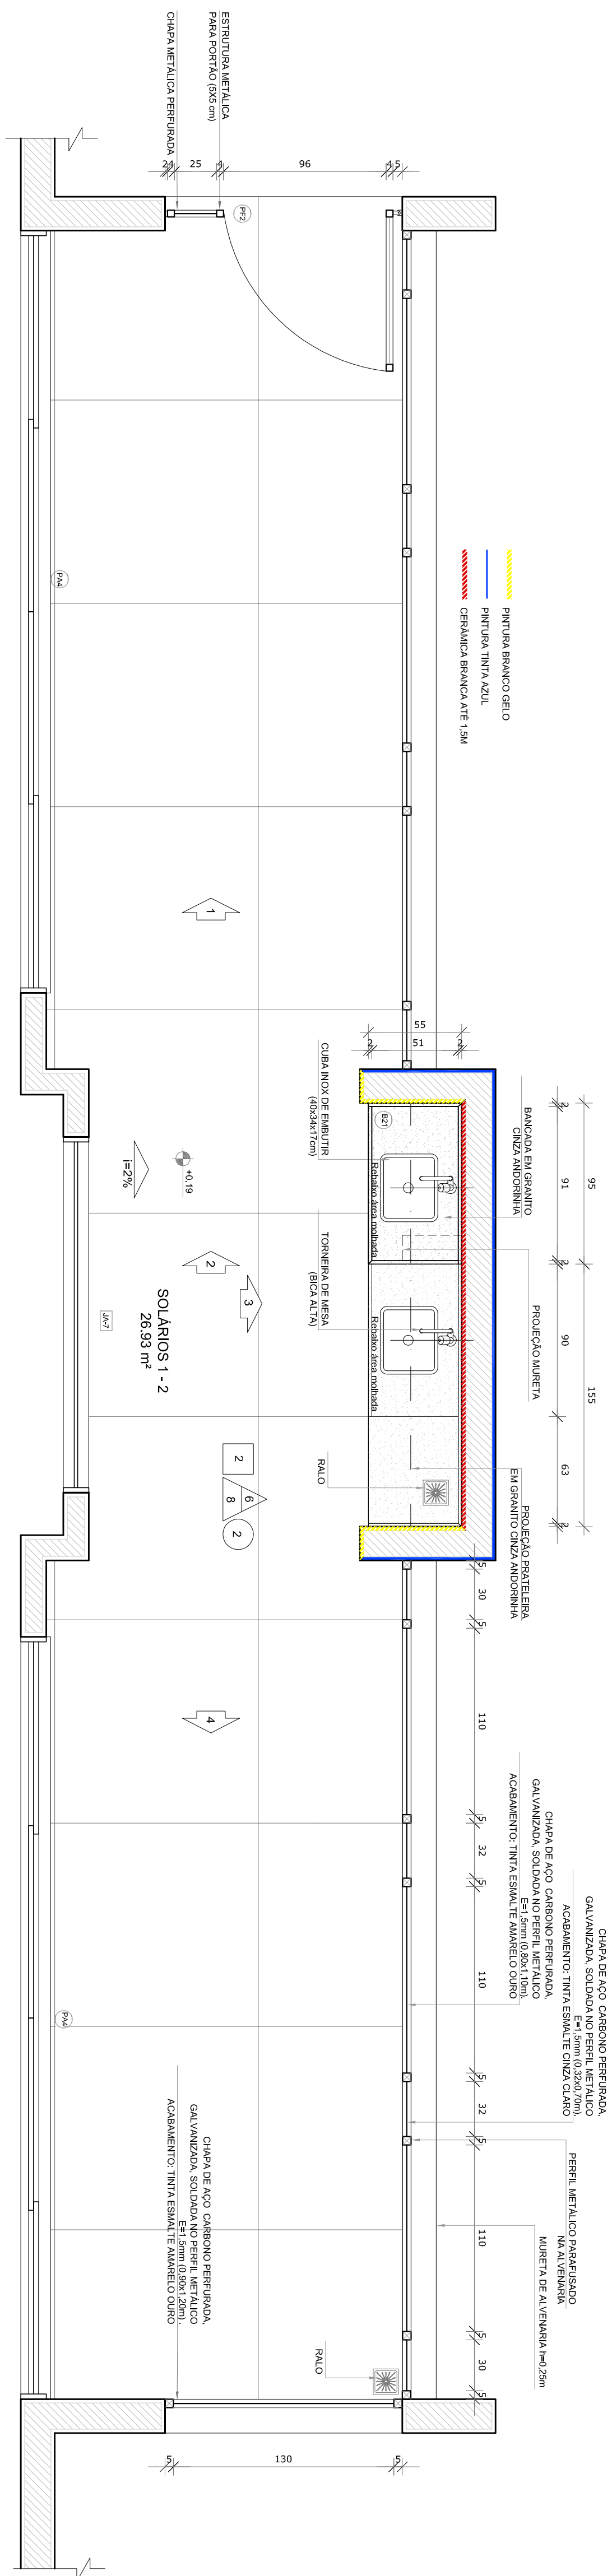 ESTRUTURA METÁLICA
PARA PORTÃO (5X5 cm)
CHAPA METÁLICA PERFURADA
2
4
25
4
96
4
5
PF2
PINTURA BRANCO GELO
PINTURA TINTA AZUL
CERÂMICA BRANCA ATÉ 1,5M
PA4
1
55
2
51
2
CUBA INOX DE EMBUTIR
(40x34x17cm)
BANCADA EM GRANITO
CINZA ANDORINHA
2
91
2
90
63
2
95
155
B21
Rebaixo área molhada
Rebaixo área molhada
TORNEIRA DE MESA
(BICA ALTA)
PROJEÇÃO MURETA
RALO
PROJEÇÃO PRATELEIRA
EM GRANITO CINZA ANDORINHA
i=2%
+0,19
2
3
JA-7
SOLÁRIOS 1 - 2
26.93 m²
2
6
8
2
4
5
30
5
110
5
32
5
110
5
32
5
110
5
30
5
CHAPA DE AÇO CARBONO PERFURADA,
GALVANIZADA, SOLDADA NO PERFIL METÁLICO
E=1,5mm (0,80x1,10m).
ACABAMENTO: TINTA ESMALTE AMARELO OURO
CHAPA DE AÇO CARBONO PERFURADA,
GALVANIZADA, SOLDADA NO PERFIL METÁLICO
E=1,5mm (0,32x0,70m).
ACABAMENTO: TINTA ESMALTE CINZA CLARO
PERFIL METÁLICO PARAFUSADO
NA ALVENARIA
MURETA DE ALVENARIA h=0,25m
PA4
CHAPA DE AÇO CARBONO PERFURADA,
GALVANIZADA, SOLDADA NO PERFIL METÁLICO
E=1,5mm (0,90x1,20m).
ACABAMENTO: TINTA ESMALTE AMARELO OURO
RALO
5
130
5